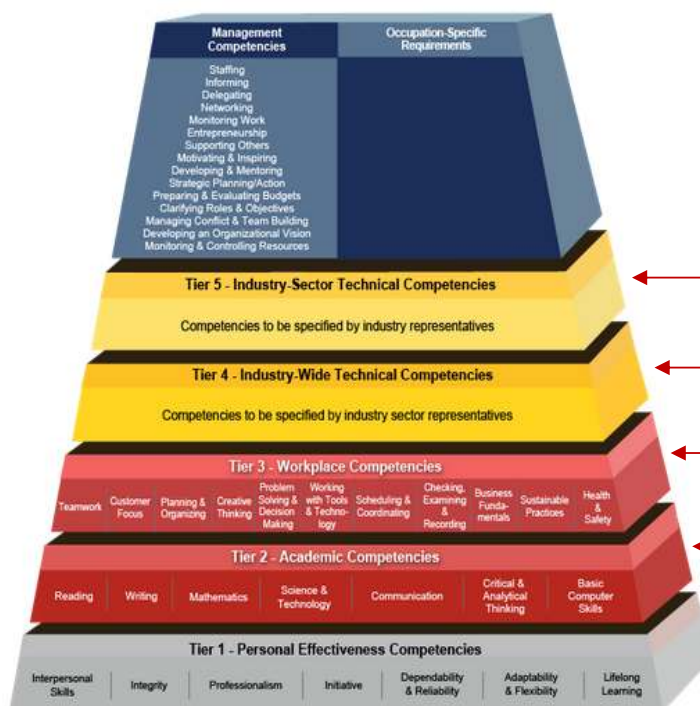 Management
Competencies
Occupation-Specific
Requirements
Staffing
Informing
Delegating
Networking
Monitoring Work
Entrepreneurship
Supporting Others
Motivating & Inspiring
Developing & Mentoring
Strategic Planning/Action
Preparing & Evaluating Budgets
Clarifying Roles & Objectives
Managing Conflict & Team Building
Developing an Organizational Vision
Monitoring & Controlling Resources
Tier 5 - Industry-Sector Technical Competencies
Competencies to be specified by industry representatives
Tier 4 - Industry-Wide Technical Competencies
Competencies to be specified by industry sector representatives
Tier 3 - Workplace Competencies
Teamwork
Customer
Focus
Planning &
Organizing
Creative
Thinking
Problem
Solving &
Decision
Making
Working
with Tools
& Techno-
logy
Scheduling &
Coordinating
Checking,
Examining
&
Recording
Business
Funda-
mentals
Sustainable
Practices
Health
&
Safety
Tier 2 - Academic Competencies
Reading
Writing
Mathematics
Science &
Technology
Communication
Critical &
Analytical
Thinking
Basic
Computer
Skills
Tier 1 - Personal Effectiveness Competencies
Interpersonal
Skills
Integrity
Professionalism
Initiative
Dependability
& Reliability
Adaptability
& Flexibility
Lifelong
Learning